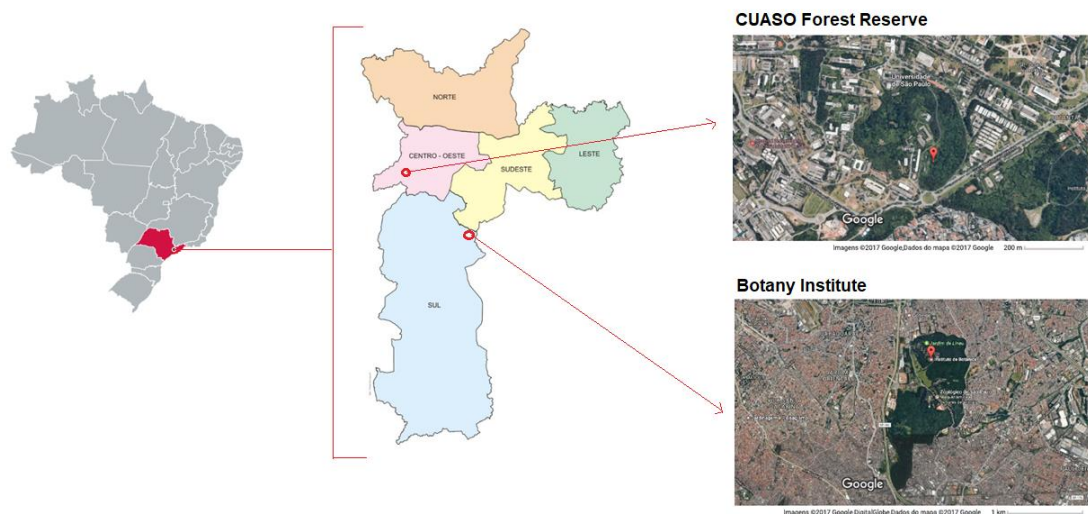 CUASO Forest Reserve
Universidade
de São Paulo
Google
Imagens ©2017 Google,Dados do mapa ©2017 Google 200 m
NORTE
CENTRO - OESTE
SUDESTE
LESTE
SUL
Botany Institute
Jardim de Lineu
Instituto de Botânica
Google
Imagens ©2017 Google,DigitalGlobe,Dados do mapa ©2017 Google 1 km